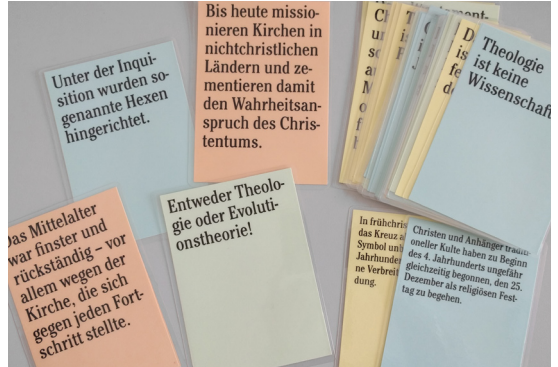 Unter der Inqui-
sition wurden so-
genannte Hexen
hingerichtet.
Bis heute missio-
nieren Kirchen in
nichtchristlichen
Ländern und ze-
mentieren damit
den Wahrheitsan-
spruch des Chris-
tentums.
Theologie
ist keine
Wissenschaft
Das Mittelalter
war finster und
rückständig – vor
allem wegen der
Kirche, die sich
gegen jeden Fort-
schritt stellte.
Entweder Theolo-
gie oder Evoluti-
onstheorie!
In frühchris
das Kreuz
Symbol
Jahrhunder
ne Verbreit
dung.
Christen und Anhänger traditi-
oneller Kulte haben zu Beginn
des 4. Jahrhunderts ungefähr
gleichzeitig begonnen, den 25.
Dezember als religiösen Fest-
tag zu begehen.